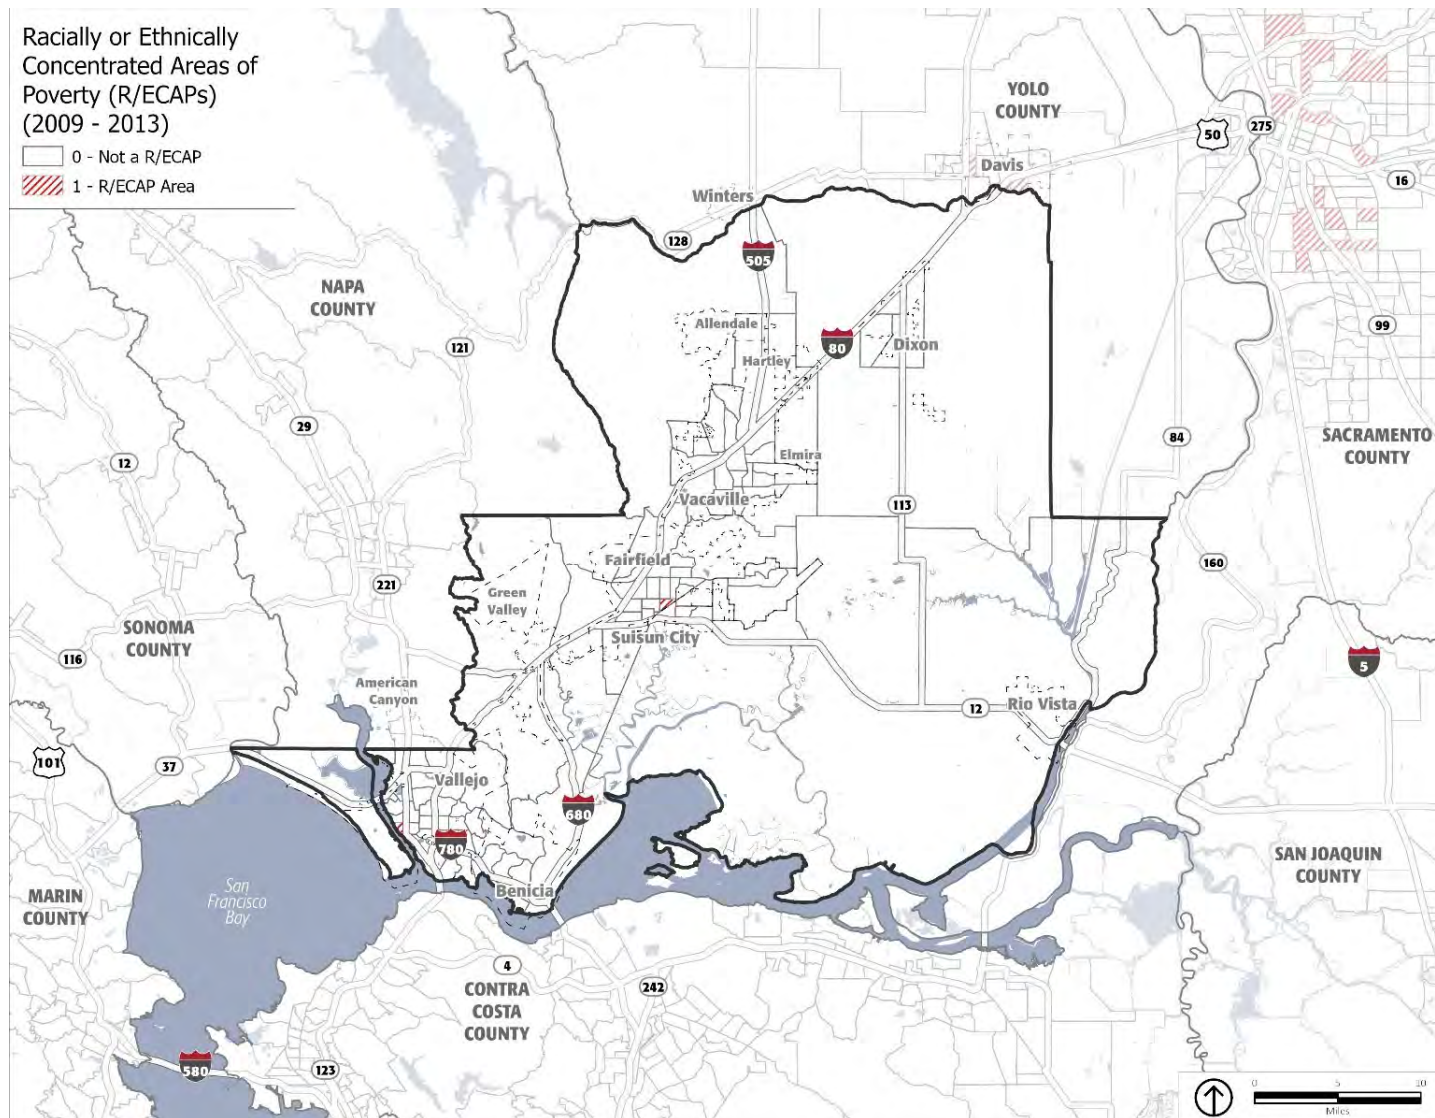 Racially or Ethnically
Concentrated Areas of
Poverty (R/ECAPs)
(2009 - 2013)
0 - Not a R/ECAP
1 - R/ECAP Area
YOLO
COUNTY
50
275
Davis
16
Winters
128
505
NAPA
COUNTY
Allendale
80
Dixon
99
121
Hartley
29
84
SACRAMENTO
COUNTY
12
Elmira
Vacaville
113
Fairfield
160
221
Green
Valley
SONOMA
COUNTY
Suisun City
116
5
American
Canyon
12
Rio Vista
101
37
Vallejo
680
780
SAN JOAQUIN
COUNTY
MARIN
COUNTY
San
Francisco
Bay
Benicia
4
242
CONTRA
COSTA
COUNTY
580
123
0
5
10
Miles